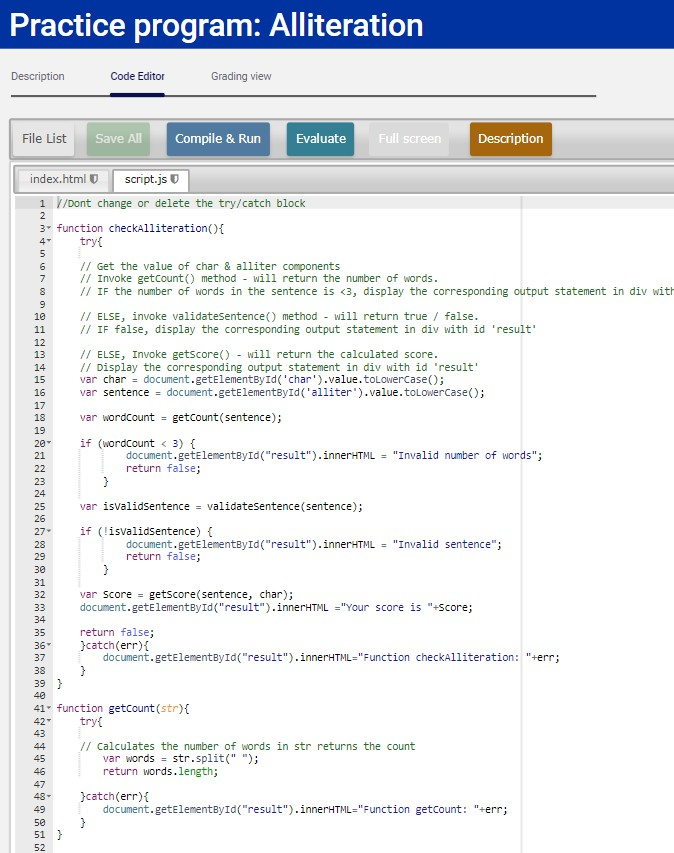 Practice program: Alliteration
Description Code Editor Grading view
File List Save All Compile & Run Evaluate Full screen Description
index.html script.js
1 //Dont change or delete the try/catch block
2
3 function checkAlliteration(){
4 try{
5
6 // Get the value of char & alliter components
7 // Invoke getCount() method - will return the number of words.
8 // IF the number of words in the sentence is <3, display the corresponding output statement in div with
9
10 // ELSE, invoke validateSentence() method - will return true / false.
11 // IF false, display the corresponding output statement in div with id 'result'
12
13 // ELSE, Invoke getScore() - will return the calculated score.
14 // Display the corresponding output statement in div with id 'result'
15 var char = document.getElementById('char').value.toLowerCase();
16 var sentence = document.getElementById('alliter').value.toLowerCase();
17
18 var wordCount = getCount(sentence);
19
20 if (wordCount < 3) {
21 document.getElementById("result").innerHTML = "Invalid number of words";
22 return false;
23 }
24
25 var isValidSentence = validateSentence(sentence);
26
27 if (!isValidSentence) {
28 document.getElementById("result").innerHTML = "Invalid sentence";
29 return false;
30 }
31
32 var Score = getScore(sentence, char);
33 document.getElementById("result").innerHTML ="Your score is "+Score;
34
35 return false;
36 }catch(err){
37 document.getElementById("result").innerHTML="Function checkAlliteration: "+err;
38 }
39 }
40
41 function getCount(str){
42 try{
43
44 // Calculates the number of words in str returns the count
45 var words = str.split(" ");
46 return words.length;
47
48 }catch(err){
49 document.getElementById("result").innerHTML="Function getCount: "+err;
50 }
51 }
52